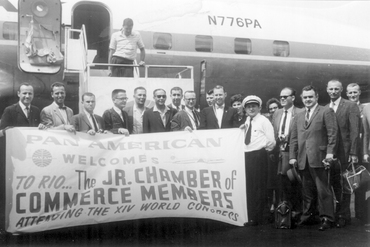 N776PA
PAN AMERICAN
WELCOMES
TO RIO... The JR. CHAMBER of
COMMERCE MEMBERS
ATTENDING THE XIV WORLD CONGRESS